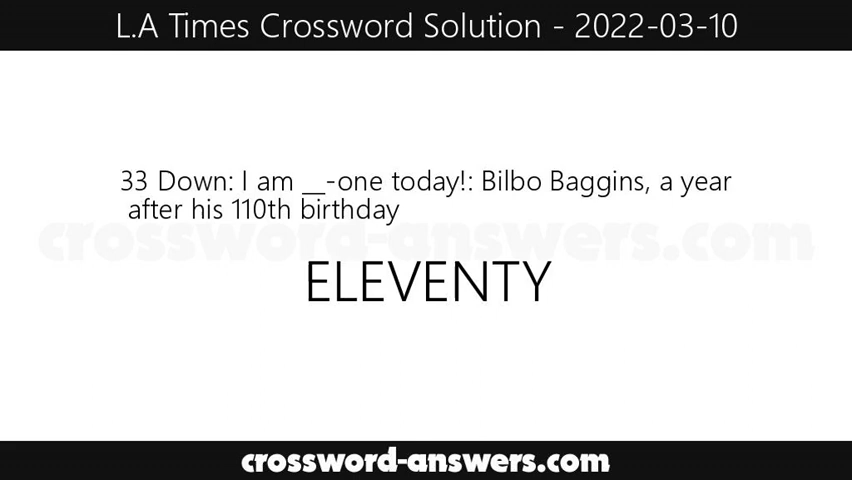 L.A Times Crossword Solution - 2022-03-10
33 Down: I am __-one today!: Bilbo Baggins, a year
after his 110th birthday
crossword-answers.com
ELEVENTY
crossword-answers.com